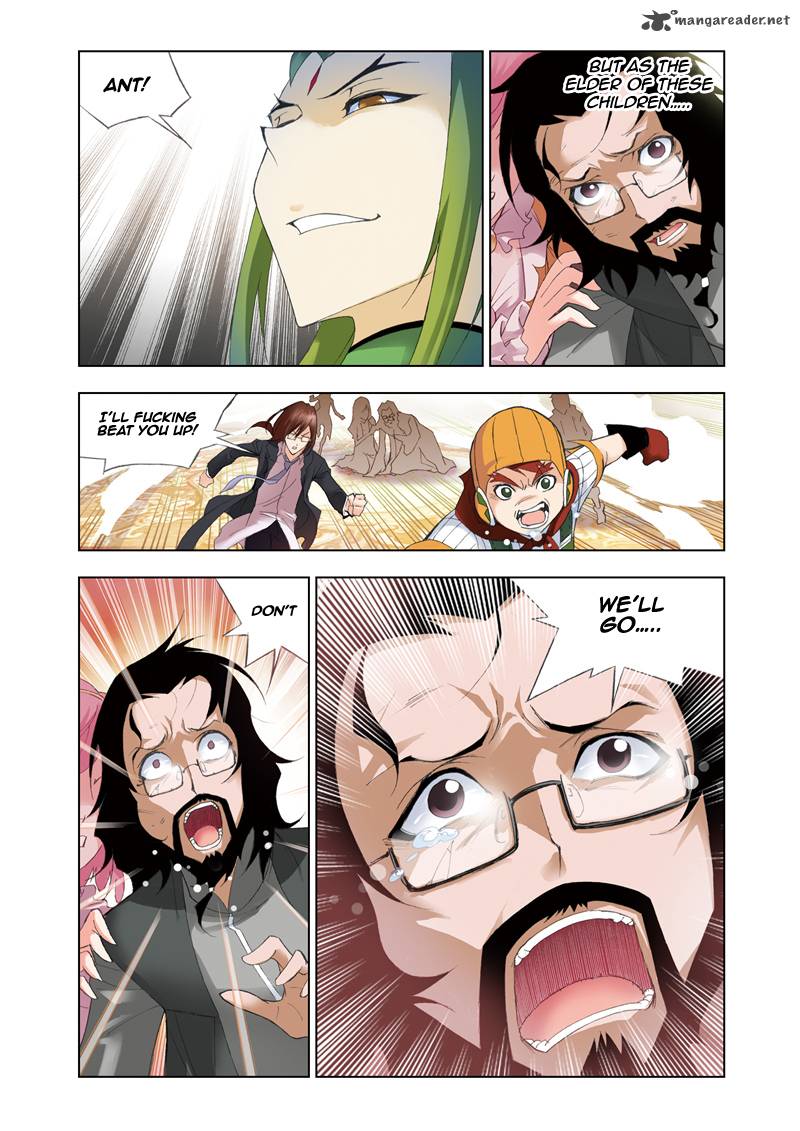 mangareader.net
ANT!
BUT AS THE
ELDER OF THESE
CHILDREN.....
I'LL FUCKING
BEAT YOU UP!
DON'T
WE'LL
GO.....